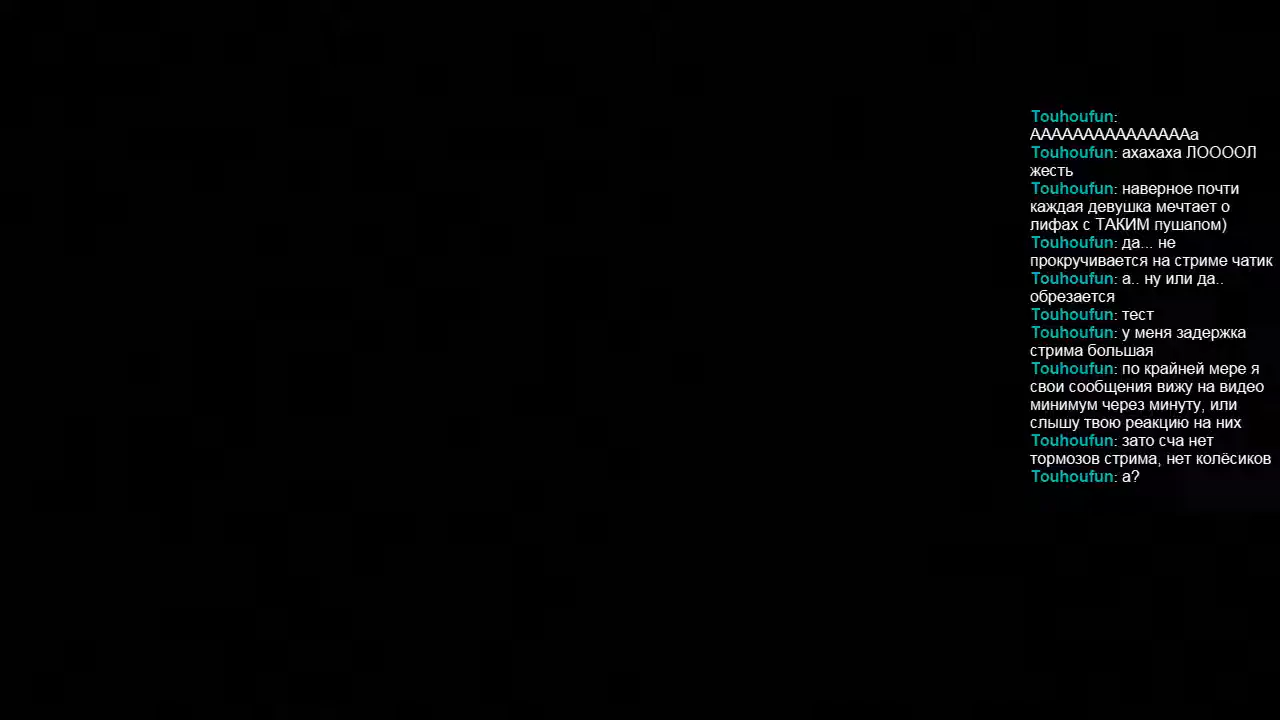 Touhoufun:
АААААААААААААААа
Touhoufun: ахахаха ЛОООOЛ
жесть
Touhoufun: наверное почти
каждая девушка мечтает о
лифах с ТАКИМ пушапом)
Touhoufun: да... не
прокручивается на стриме чатик
Touhoufun: а.. ну или да..
обрезается
Touhoufun: тест
Touhoufun: у меня задержка
стрима большая
Touhoufun: по крайней мере я
свои сообщения вижу на видео
минимум через минуту, или
слышу твою реакцию на них
Touhoufun: зато сча нет
тормозов стрима, нет колёсиков
Touhoufun: а?